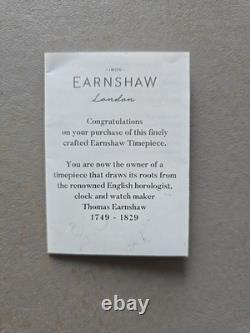 -1805-
EARNSHAW
London
Congratulations
on your purchase of this finely
crafted Earnshaw Timepiece.
You are now the owner of a
timepiece that draws its roots from
the renowned English horologist,
clock and watch maker
Thomas Earnshaw
1749 - 1829
ebay